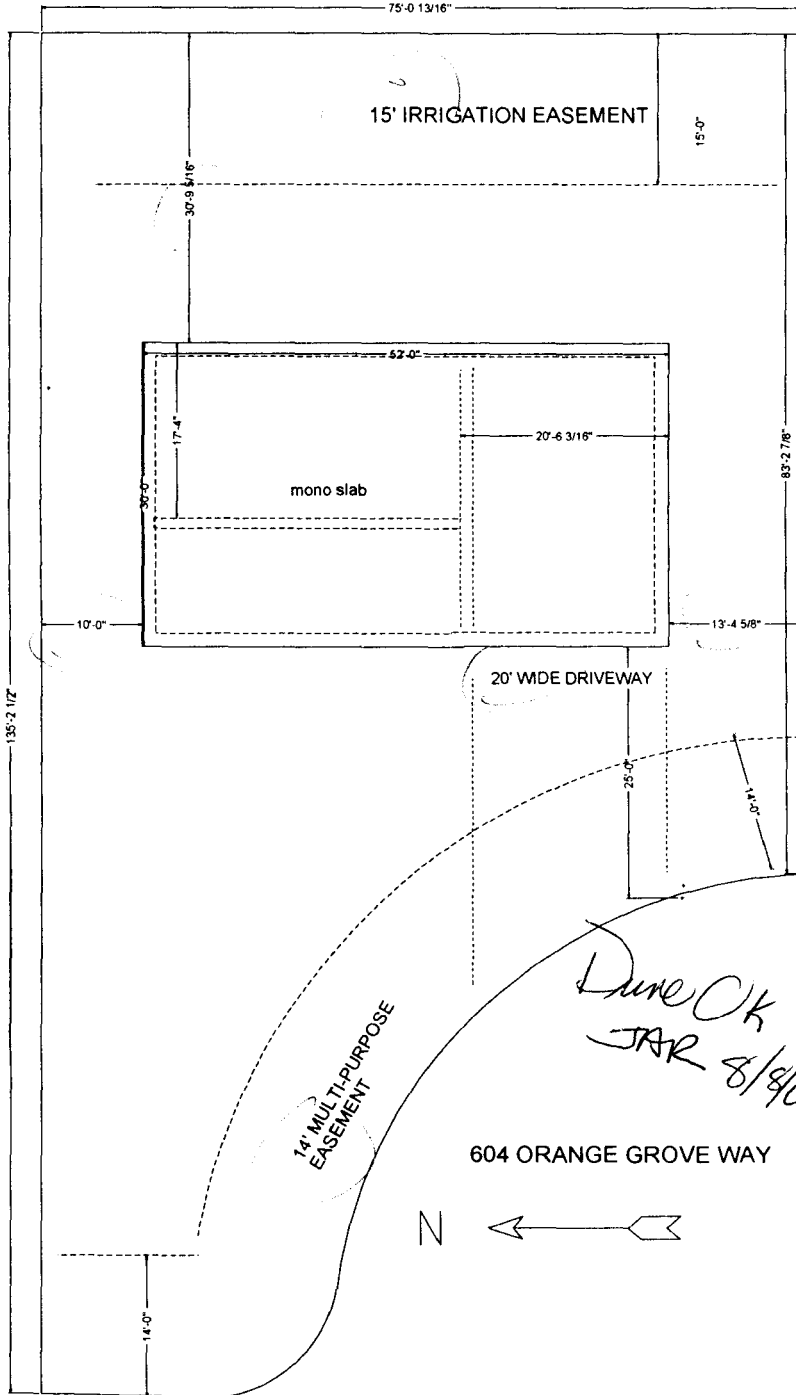 75'-0 13/16"
15' IRRIGATION EASEMENT
15'-0"
30'-9 5/16"
52'-0"
17'-4"
20'-6 3/16"
83'-2 7/8"
mono slab
30'-0"
10'-0"
13'-4 5/8"
20' WIDE DRIVEWAY
135'-2 1/2"
25'-0"
14'-0"
OK
JAR 8/8/
14' MULTI-PURPOSE
EASEMENT
604 ORANGE GROVE WAY
N
14'-0"